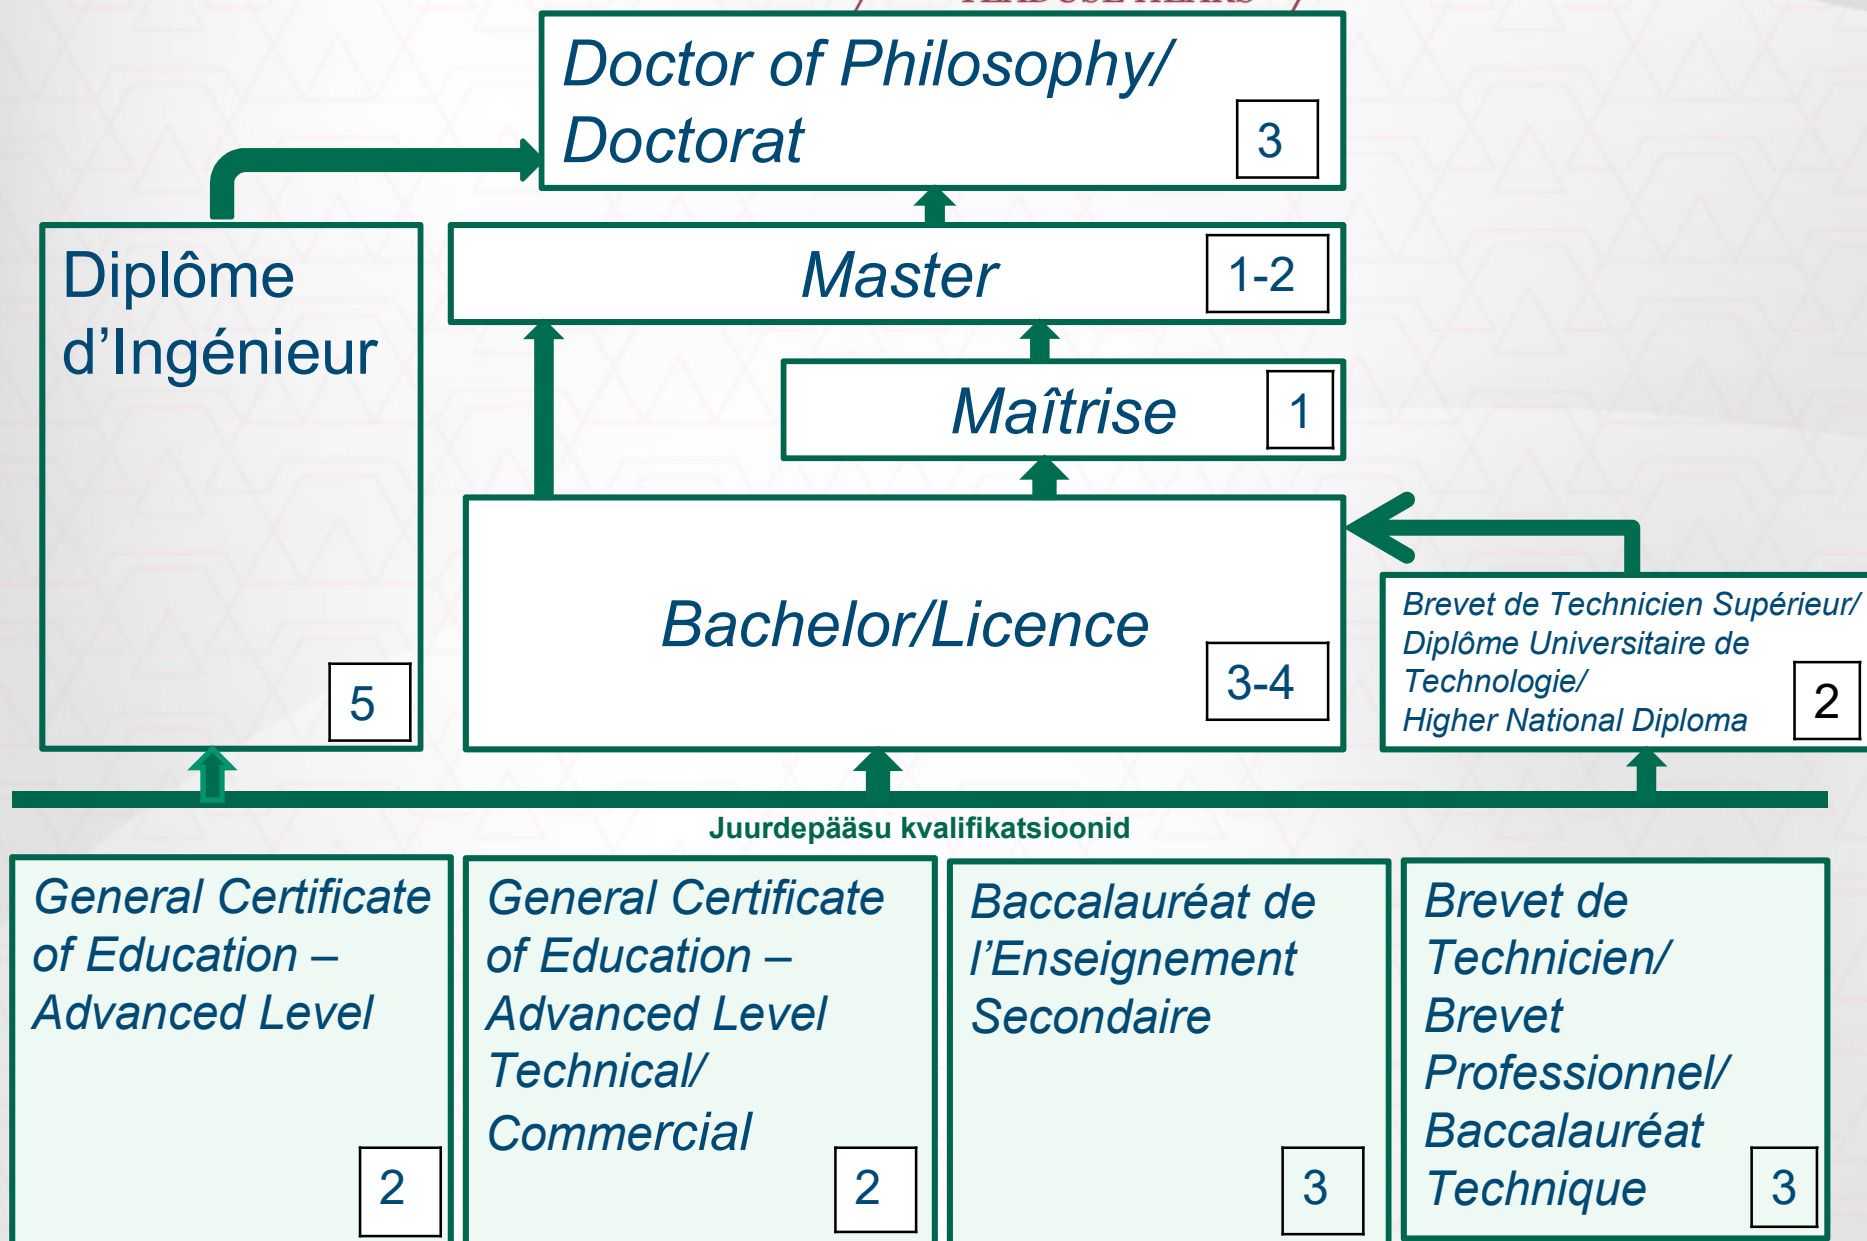 Doctor of Philosophy/
Doctorat
3
Diplôme
d’Ingénieur
5
Master
1-2
Maîtrise
1
Bachelor/Licence
3-4
Brevet de Technicien Supérieur/
Diplôme Universitaire de
Technologie/
Higher National Diploma
2
Juurdepääsu kvalifikatsioonid
General Certificate
of Education –
Advanced Level
2
General Certificate
of Education –
Advanced Level
Technical/
Commercial
2
Baccalauréat de
l’Enseignement
Secondaire
3
Brevet de
Technicien/
Brevet
Professionnel/
Baccalauréat
Technique
3